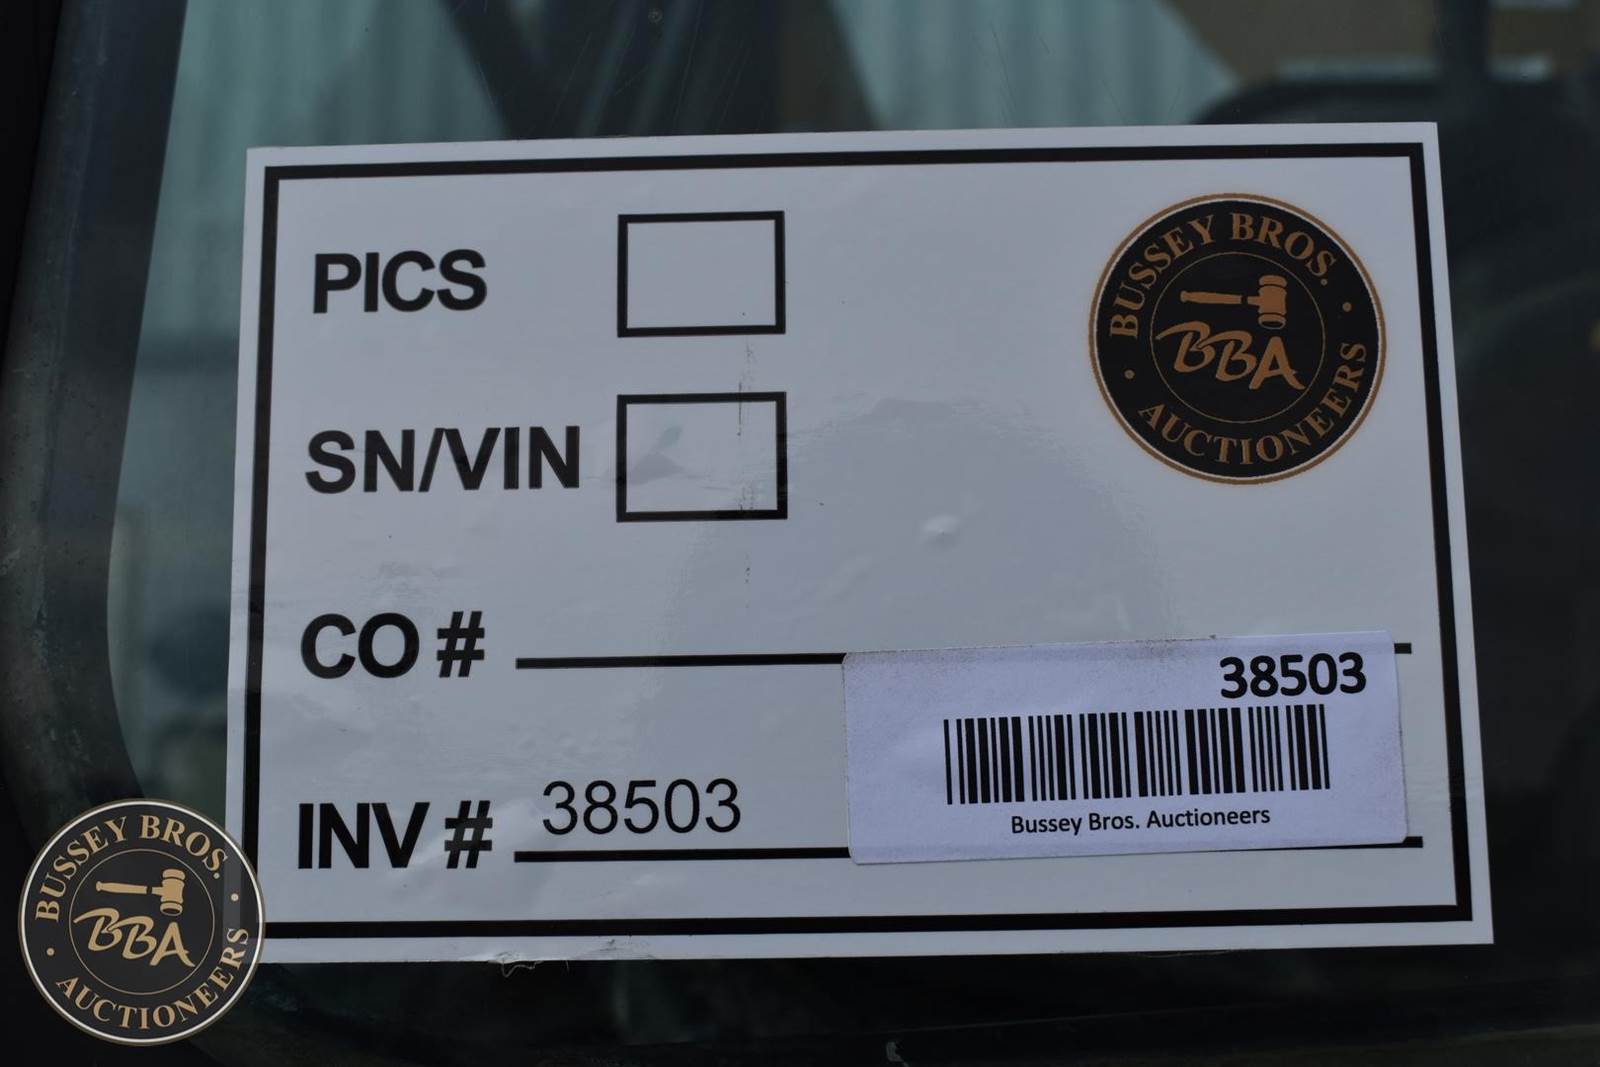 PICS
BUSSEY BROS.
BBA
AUCTIONEERS
SN/VIN
CO #
38503
Bussey Bros. Auctioneers
INV # 38503
BUSSEY BROS.
BBA
AUCTIONEERS